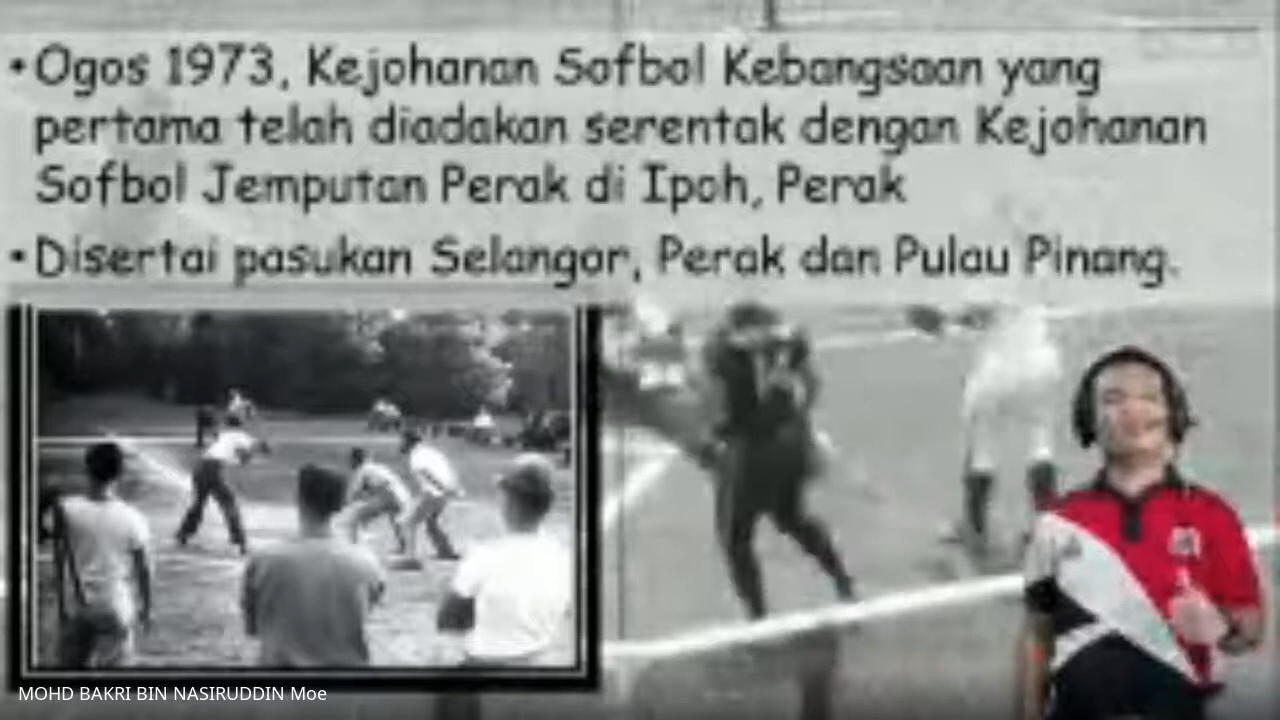 •Ogos 1973, Kejohanan Sofbol Kebangsaan yang
pertama telah diadakan serentak dengan Kejohanan
Sofbol Jemputan Perak di Ipoh, Perak
•Disertai pasukan Selangor, Perak dan Pulau Pinang.
MOHD BAKRI BIN NASIRUDDIN Moe